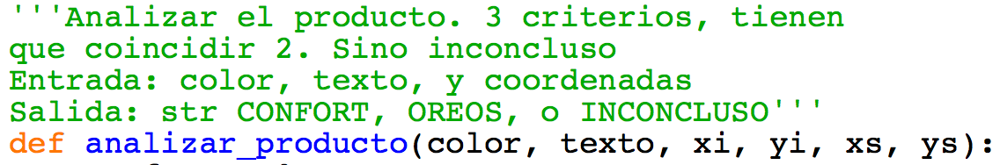 '''Analizar el producto. 3 criterios, tienen
que coincidir 2. Sino inconcluso
Entrada: color, texto, y coordenadas
Salida: str CONFORT, OREOS, o INCONCLUSO'''
def analizar_producto(color, texto, xi, yi, xs, ys):